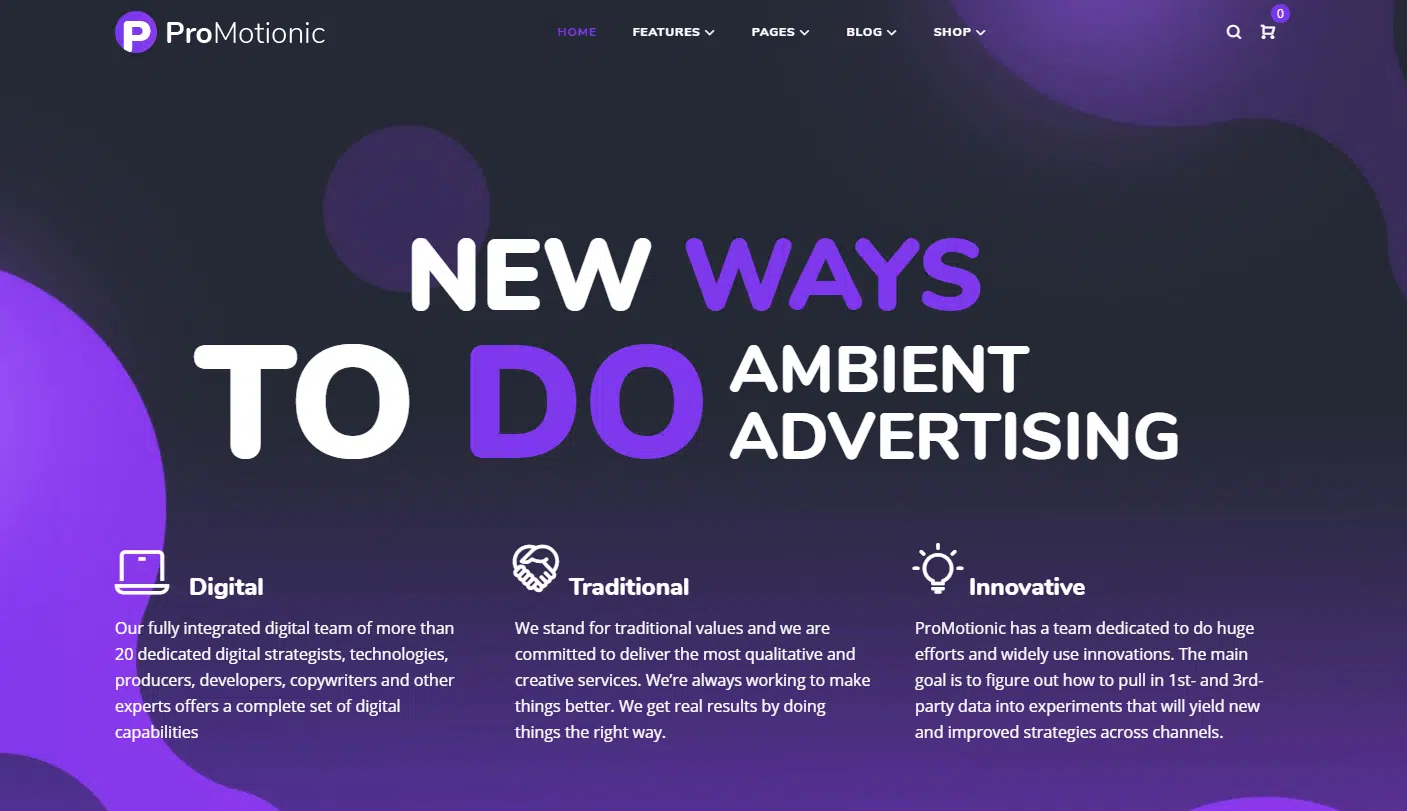 ProMotionic
HOME FEATURES PAGES BLOG SHOP
0
NEW WAYS
TO DO AMBIENT
ADVERTISING
Digital
Our fully integrated digital team of more than
20 dedicated digital strategists, technologies,
producers, developers, copywriters and other
experts offers a complete set of digital
capabilities
Traditional
We stand for traditional values and we are
committed to deliver the most qualitative and
creative services. We’re always working to make
things better. We get real results by doing
things the right way.
Innovative
ProMotionic has a team dedicated to do huge
efforts and widely use innovations. The main
goal is to figure out how to pull in 1st- and 3rd-
party data into experiments that will yield new
and improved strategies across channels.